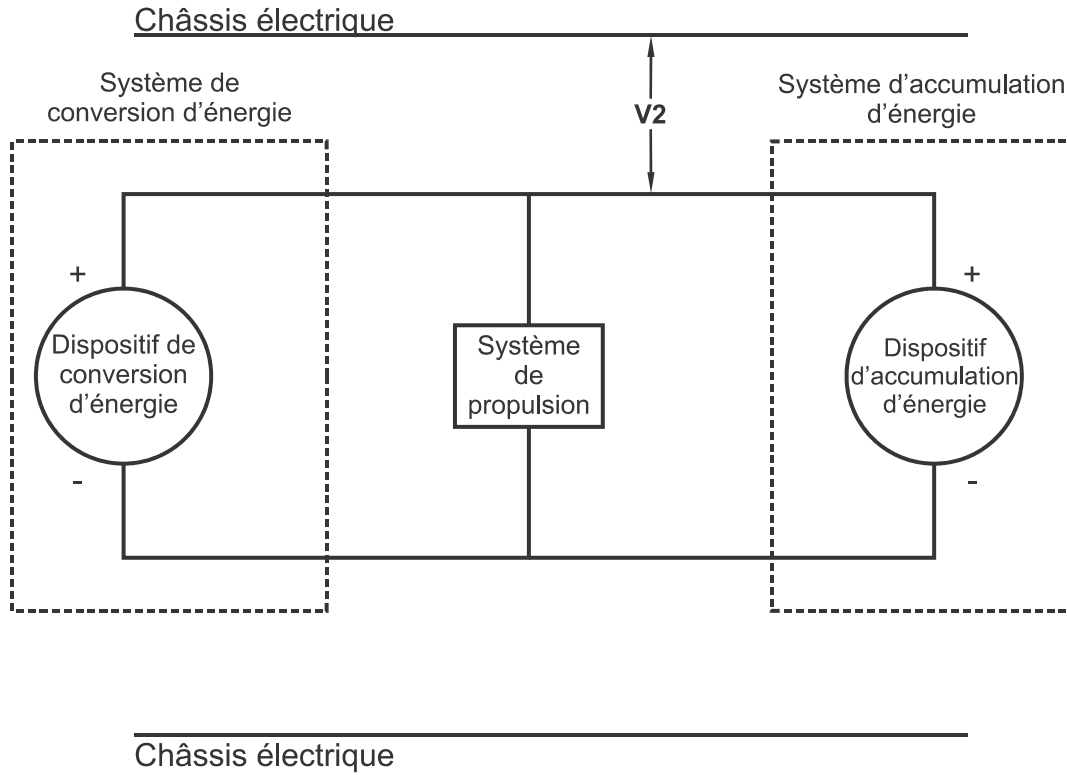 Châssis électrique
Système de
conversion d'énergie
V2
Système d'accumulation
d'énergie
+
Dispositif de
conversion
d'énergie
-
Système
de
propulsion
+
Dispositif
d'accumulation
d'énergie
-
Châssis électrique